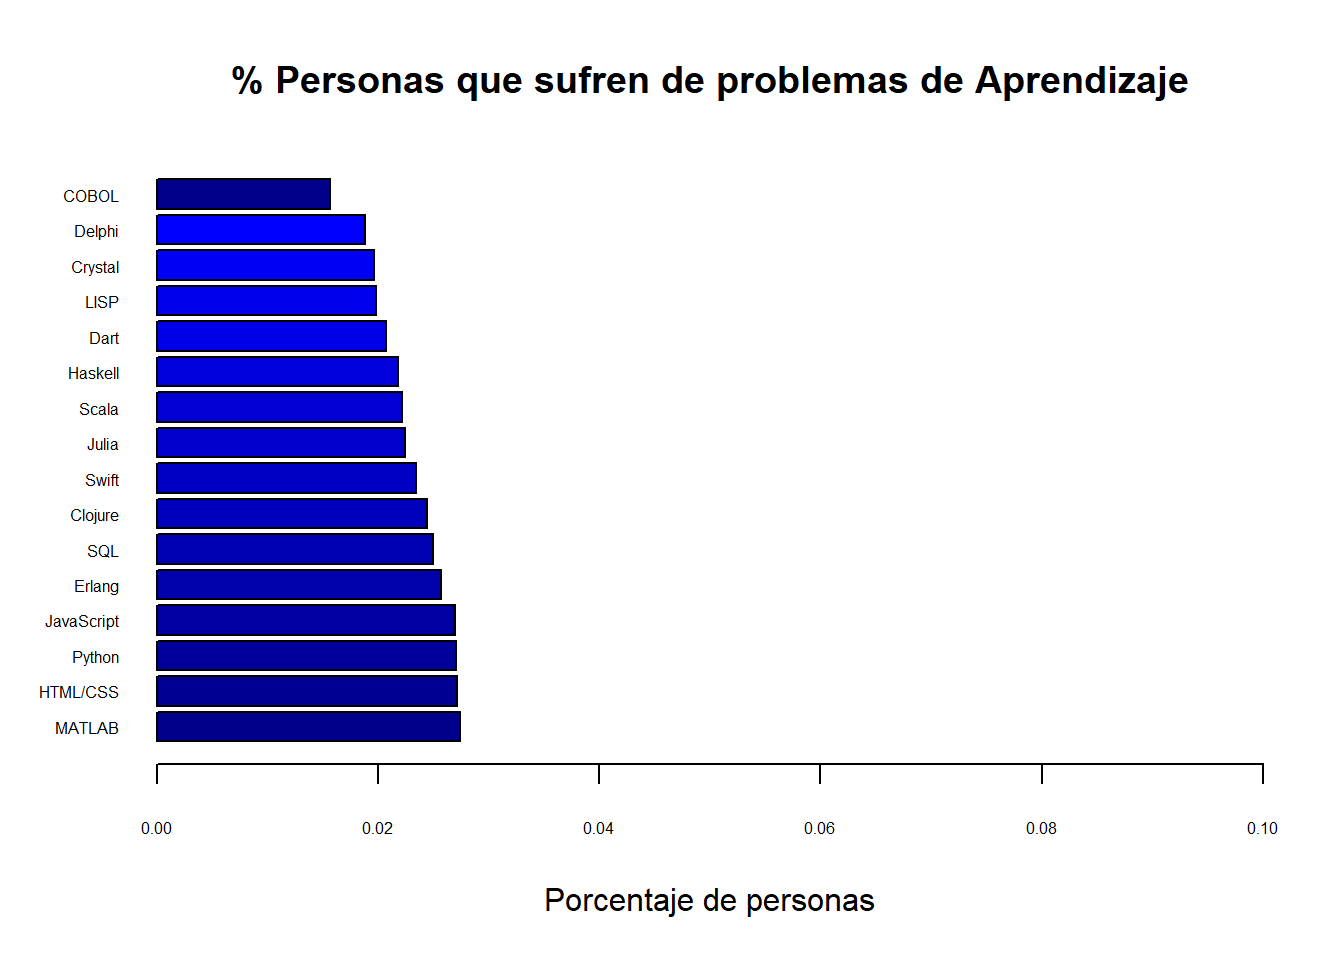 % Personas que sufren de problemas de Aprendizaje
COBOL
Delphi
Crystal
LISP
Dart
Haskell
Scala
Julia
Swift
Clojure
SQL
Erlang
JavaScript
Python
HTML/CSS
MATLAB
0.00 0.02 0.04 0.06 0.08 0.10
Porcentaje de personas